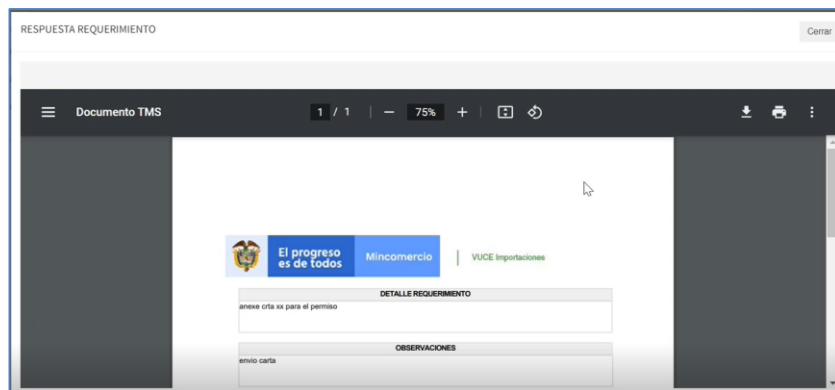 RESPUESTA REQUERIMIENTO
Cerrar
Documento TMS
1 / 1
75%
El progreso
es de todos
Mincomercio
VUCE Importaciones
DETALLE REQUERIMIENTO
anexe crta xx para el permiso
OBSERVACIONES
envio carta